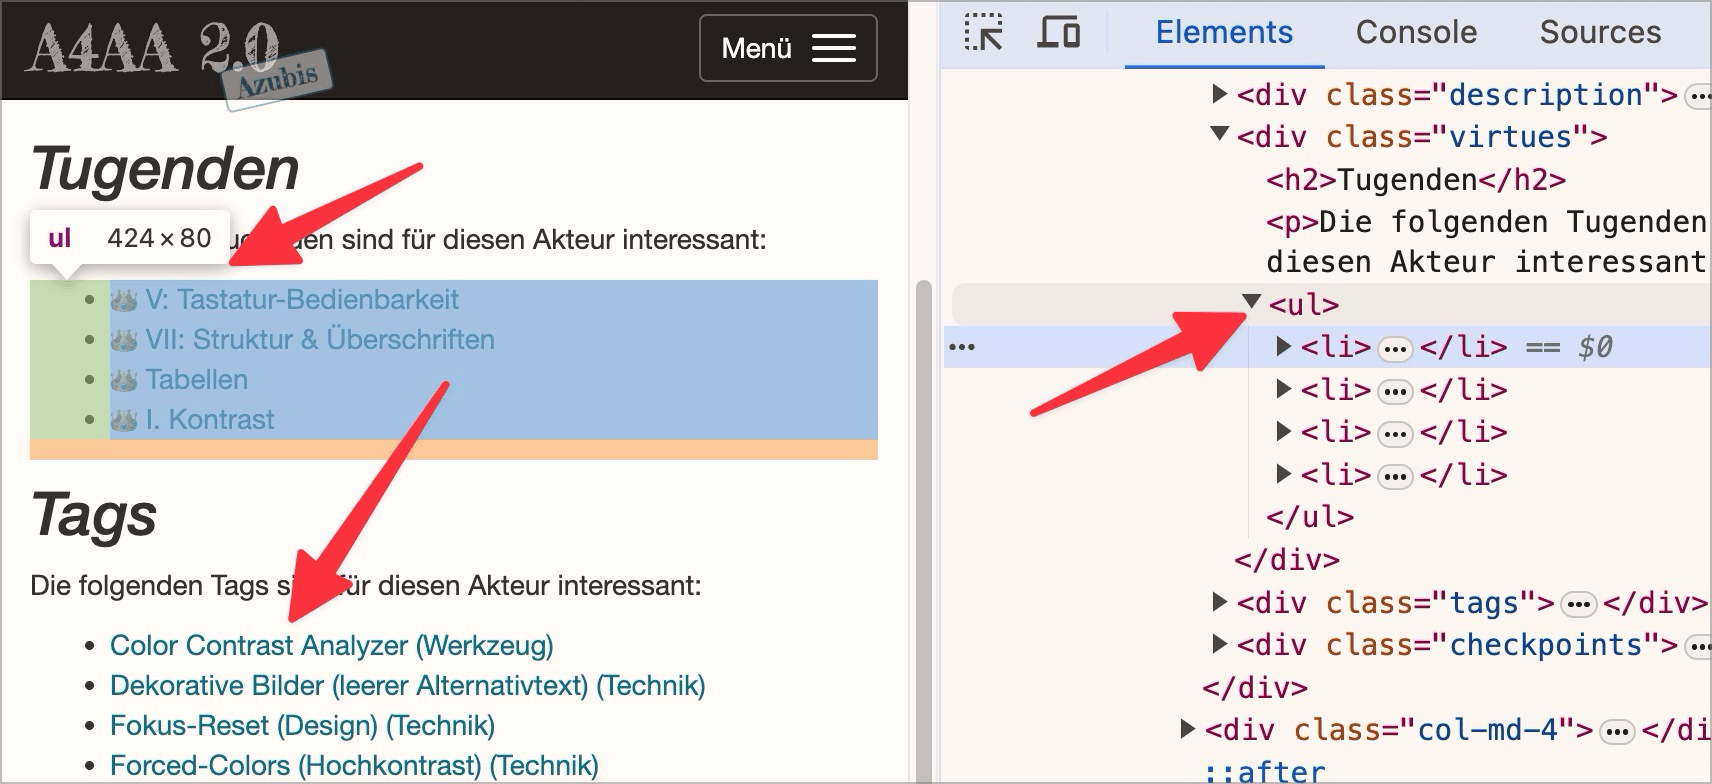 A4AA 2.0
Azubis
Menü
Tugenden
ul 424 × 80
den sind für diesen Akteur interessant:
V: Tastatur-Bedienbarkeit
VII: Struktur & Überschriften
Tabellen
I. Kontrast
Tags
Die folgenden Tags für diesen Akteur interessant:
Color Contrast Analyzer (Werkzeug)
Dekorative Bilder (leerer Alternativtext) (Technik)
Fokus-Reset (Design) (Technik)
Forced-Colors (Hochkontrast) (Technik)
Elements Console Sources
<div class="description"> …
<div class="virtues">
<h2>Tugenden</h2>
<p>Die folgenden Tugenden
diesen Akteur interessant
<ul>
… <li> … </li> == $0
<li> … </li>
<li> … </li>
<li> … </li>
</ul>
</div>
<div class="tags"> … </div>
<div class="checkpoints"> …
</div>
<div class="col-md-4"> … </di
::after